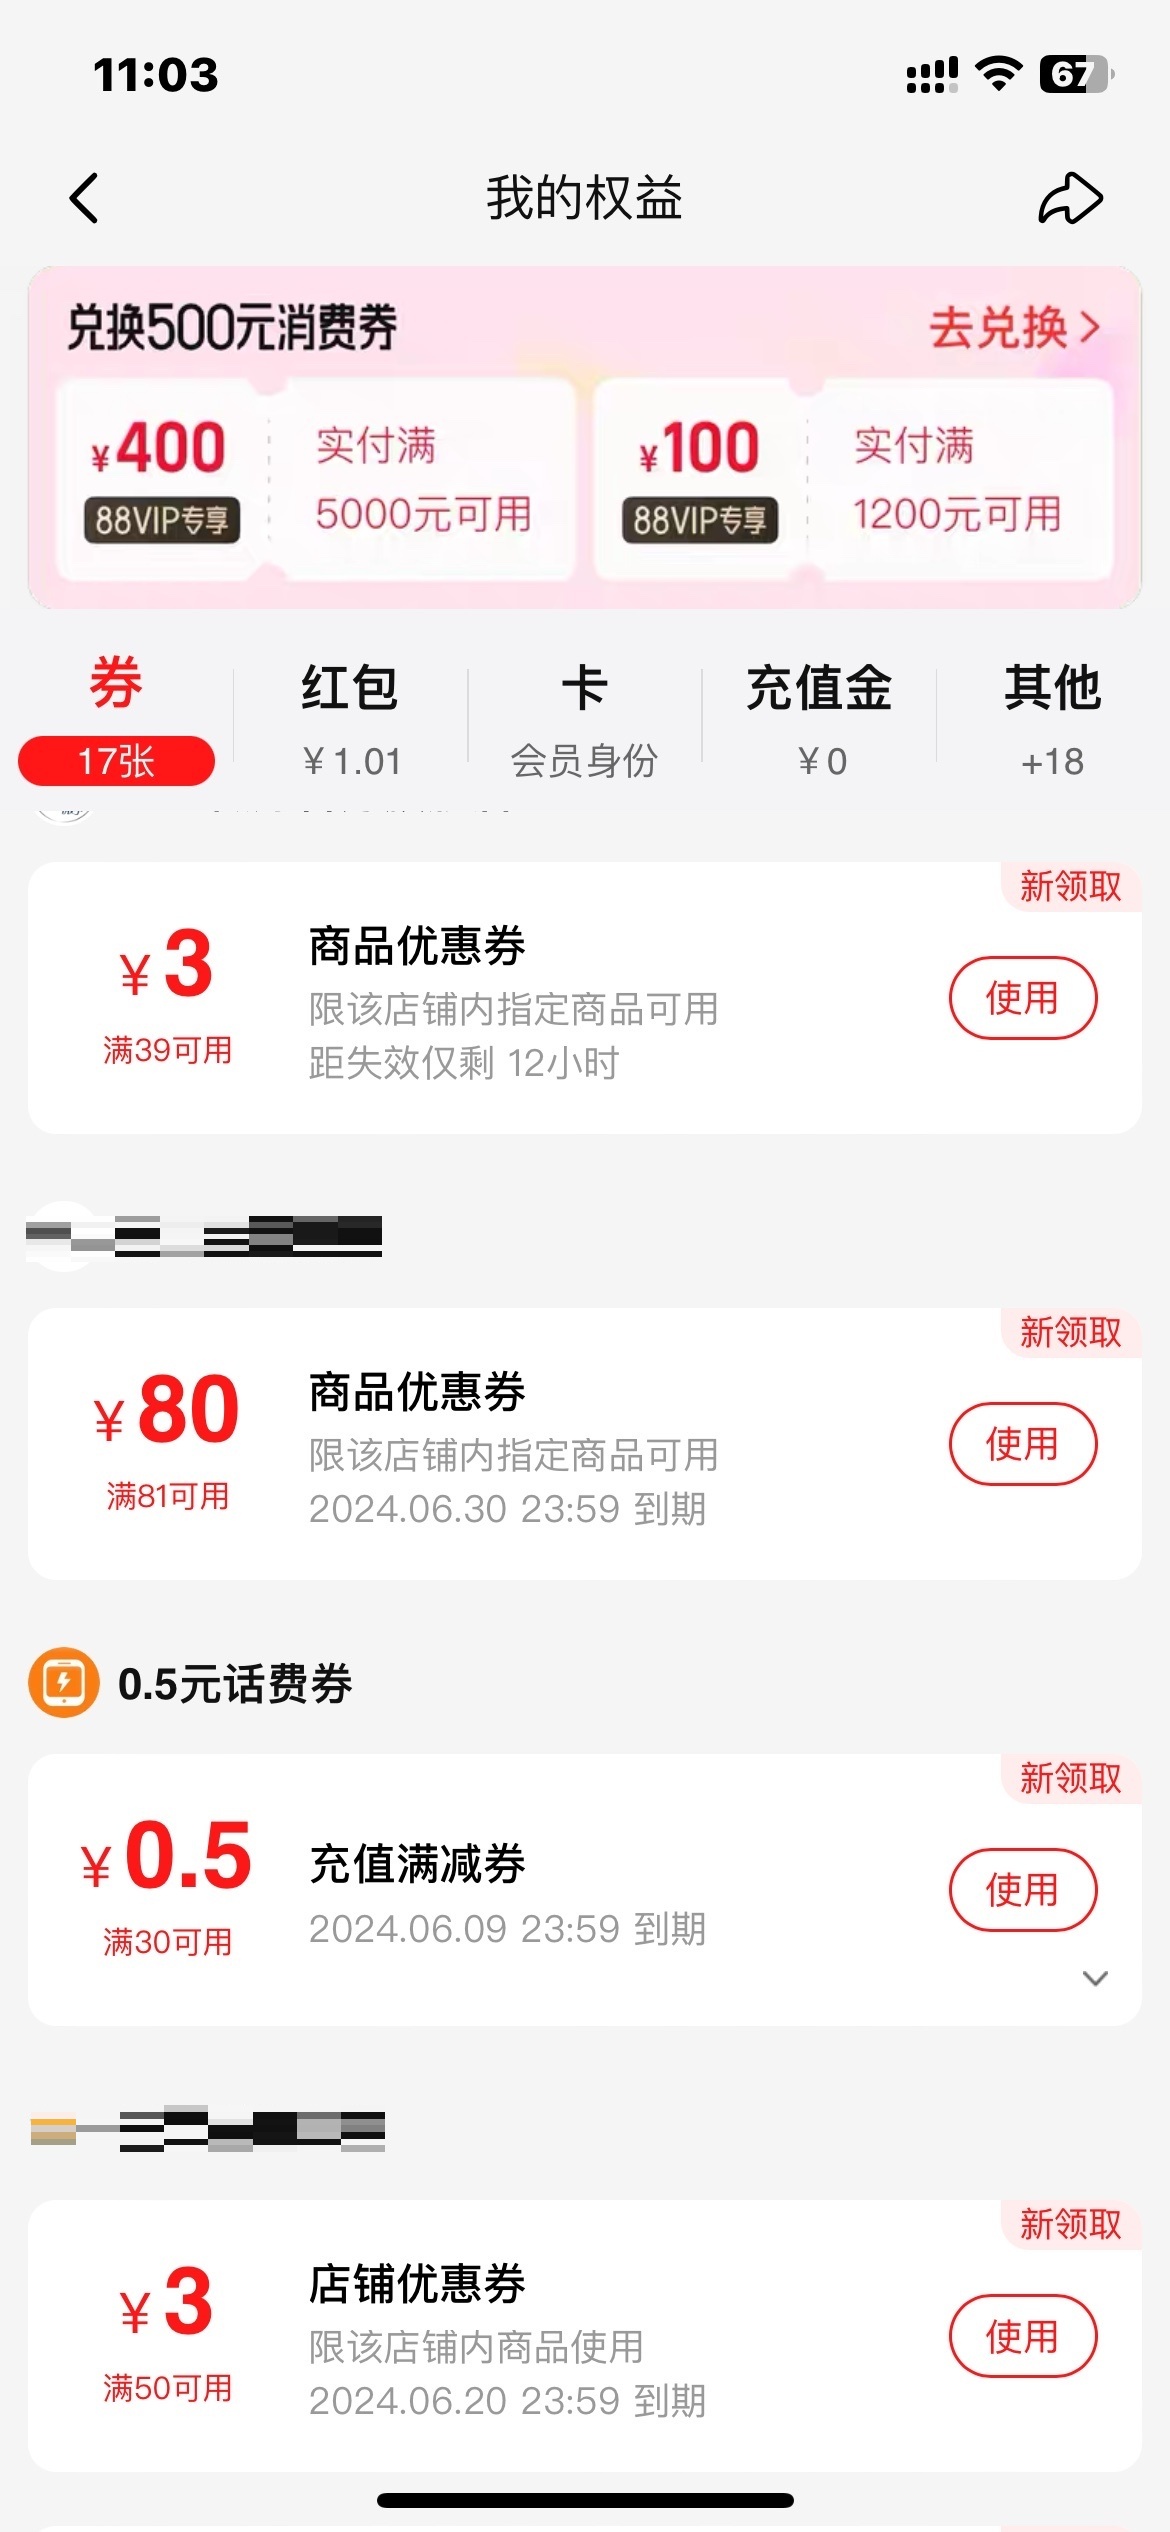 11:03
67
我的权益
兑换500元消费券
去兑换
¥400
实付满
88VIP专享
5000元可用
¥100
实付满
88VIP专享
1200元可用
券
红包
卡
充值金
其他
17张
¥1.01
会员身份
¥0
+18
新领取
¥3
商品优惠券
限该店铺内指定商品可用
满39可用
距失效仅剩 12小时
使用
新领取
¥80
商品优惠券
限该店铺内指定商品可用
满81可用
2024.06.30 23:59 到期
使用
0.5元话费券
新领取
¥0.5
充值满减券
满30可用
2024.06.09 23:59 到期
使用
新领取
¥3
店铺优惠券
限该店铺内商品使用
满50可用
2024.06.20 23:59 到期
使用